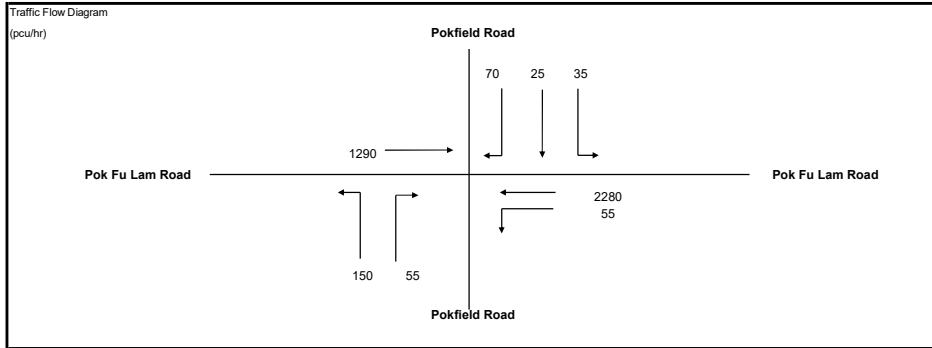 Traffic Flow Diagram
(pcu/hr)
Pokfield Road
70 25 35
1290
Pok Fu Lam Road Pok Fu Lam Road
2280
55
150 55
Pokfield Road